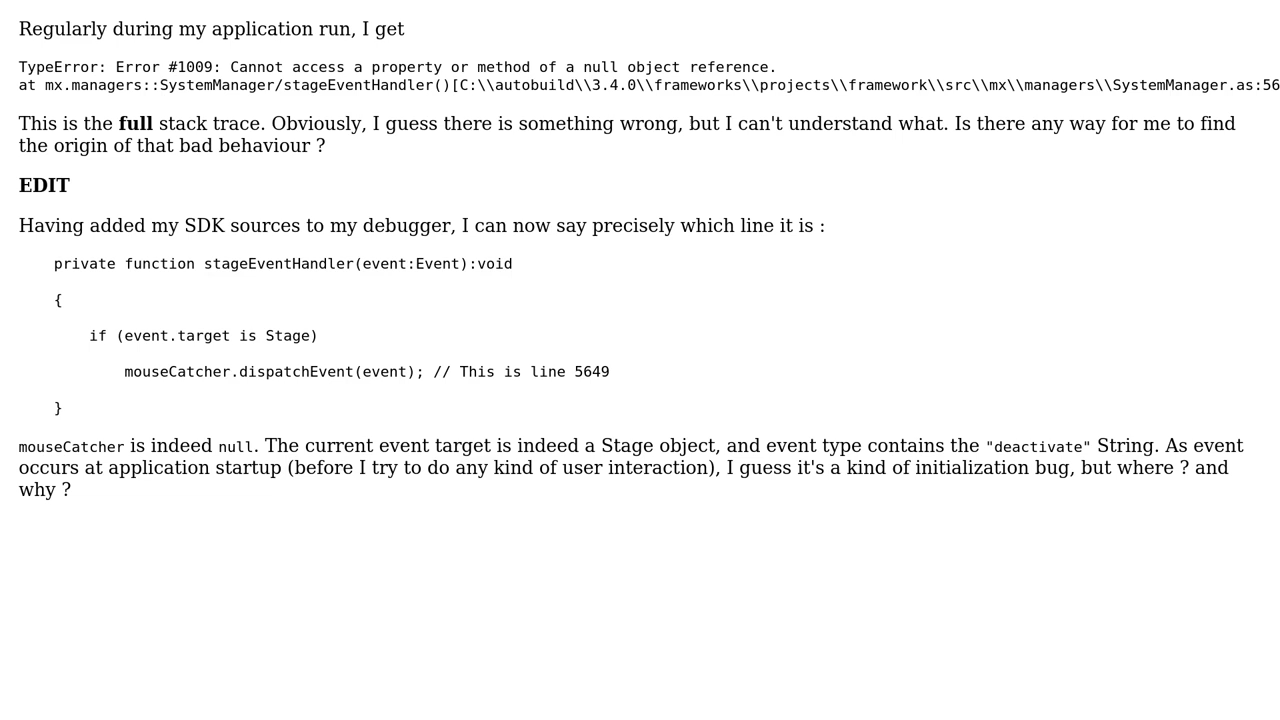 Regularly during my application run, I get
TypeError: Error #1009: Cannot access a property or method of a null object reference.
at mx.managers::SystemManager/stageEventHandler()[C:\\autobuild\\3.4.0\\frameworks\\projects\\framework\\src\\mx\\managers\\SystemManager.as:56
This is the full stack trace. Obviously, I guess there is something wrong, but I can't understand what. Is there any way for me to find
the origin of that bad behaviour ?
EDIT
Having added my SDK sources to my debugger, I can now say precisely which line it is :
private function stageEventHandler(event:Event):void
{
if (event.target is Stage)
mouseCatcher.dispatchEvent(event); // This is line 5649
}
mouseCatcher is indeed null. The current event target is indeed a Stage object, and event type contains the "deactivate" String. As event
occurs at application startup (before I try to do any kind of user interaction), I guess it's a kind of initialization bug, but where ? and
why ?